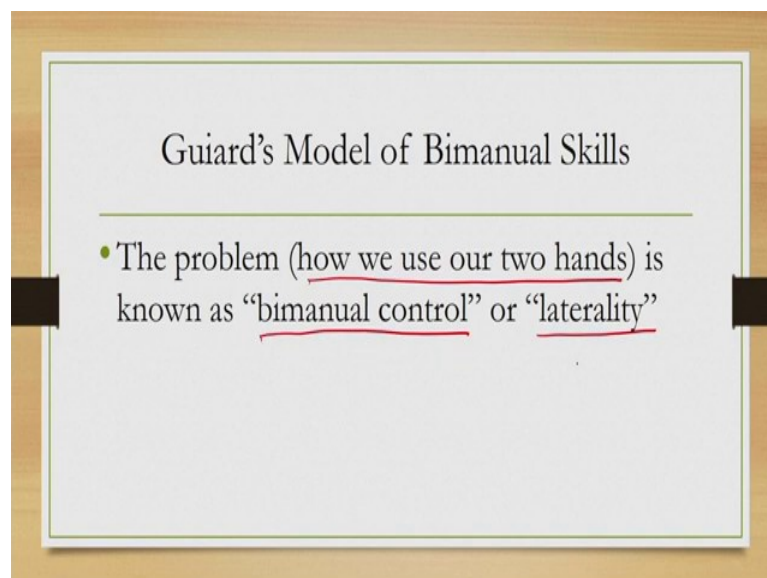 Guiard's Model of Bimanual Skills
• The problem (how we use our two hands) is
known as “bimanual control” or “laterality”